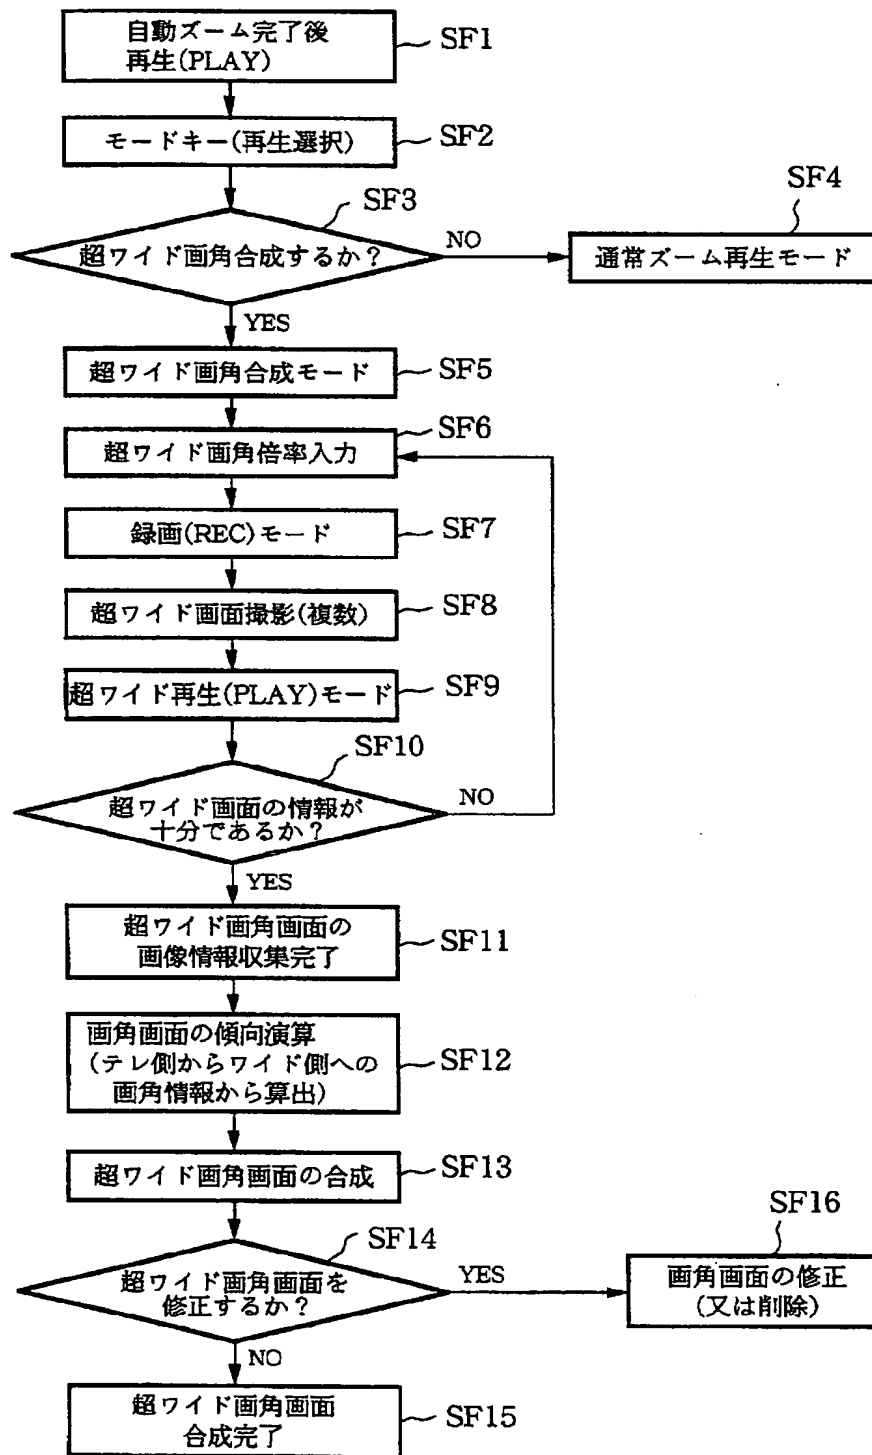 自動ズーム完了後
再生(PLAY)
SF1
モードキー(再生選択)
SF2
SF3
超ワイド画角合成するか？
NO
SF4
通常ズーム再生モード
YES
超ワイド画角合成モード
SF5
SF6
超ワイド画角倍率入力
録画(REC)モード
SF7
超ワイド画面撮影(複数)
SF8
超ワイド再生(PLAY)モード
SF9
SF10
超ワイド画面の情報が
十分であるか？
NO
YES
超ワイド画角画面の
画像情報収集完了
SF11
画角画面の傾向演算
(テレ側からワイド側への
画角情報から算出)
SF12
超ワイド画角画面の合成
SF13
SF14
超ワイド画角画面を
修正するか？
YES
SF16
画角画面の修正
(又は削除)
NO
超ワイド画角画面
合成完了
SF15